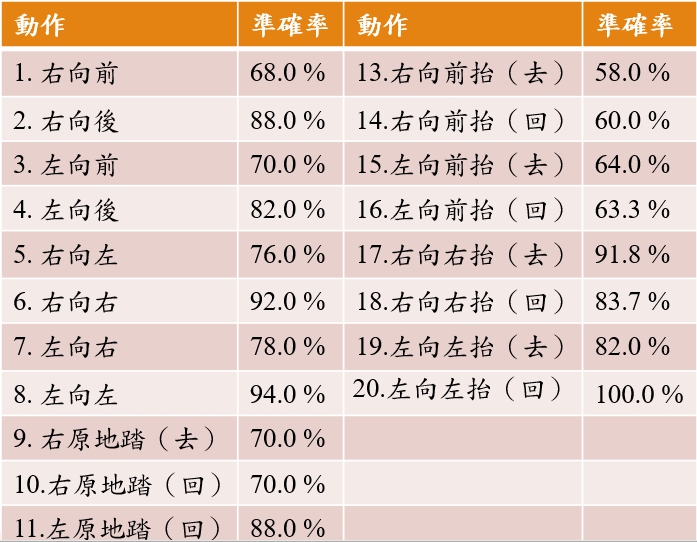 動作 準確率 動作 準確率
1. 右向前 68.0 % 13.右向前抬（去） 58.0 %
2. 右向後 88.0 % 14.右向前抬（回） 60.0 %
3. 左向前 70.0 % 15.左向前抬（去） 64.0 %
4. 左向後 82.0 % 16.左向前抬（回） 63.3 %
5. 右向左 76.0 % 17.右向右抬（去） 91.8 %
6. 右向右 92.0 % 18.右向右抬（回） 83.7 %
7. 左向右 78.0 % 19.左向左抬（去） 82.0 %
8. 左向左 94.0 % 20.左向左抬（回） 100.0 %
9. 右原地踏（去） 70.0 %
10.右原地踏（回） 70.0 %
11.左原地踏（回） 88.0 %